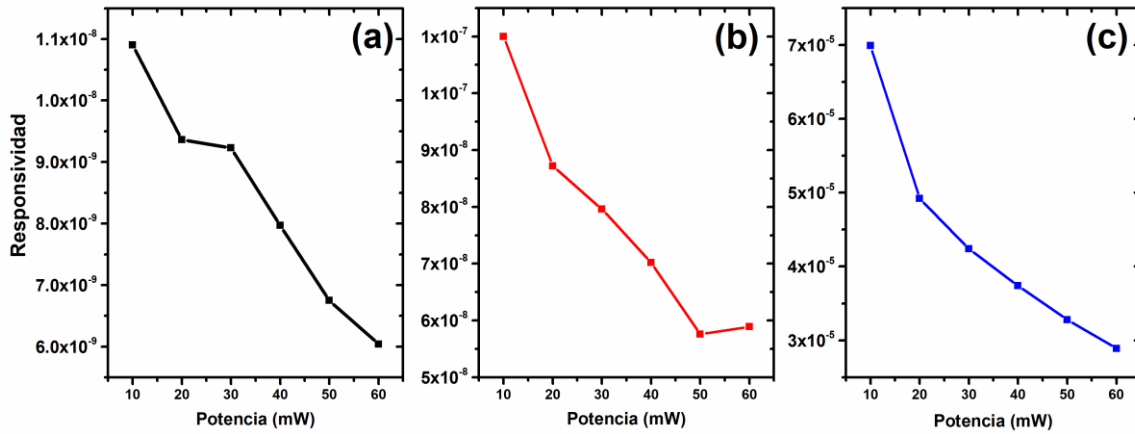 (a)
Responsividad
1.1x10⁻⁸
1.0x10⁻⁸
9.0x10⁻⁹
8.0x10⁻⁹
7.0x10⁻⁹
6.0x10⁻⁹
10 20 30 40 50 60
Potencia (mW)
(b)
1x10⁻⁷
1x10⁻⁷
9x10⁻⁸
8x10⁻⁸
7x10⁻⁸
6x10⁻⁸
5x10⁻⁸
10 20 30 40 50 60
Potencia (mW)
(c)
7x10⁻⁵
6x10⁻⁵
5x10⁻⁵
4x10⁻⁵
3x10⁻⁵
10 20 30 40 50 60
Potencia (mW)